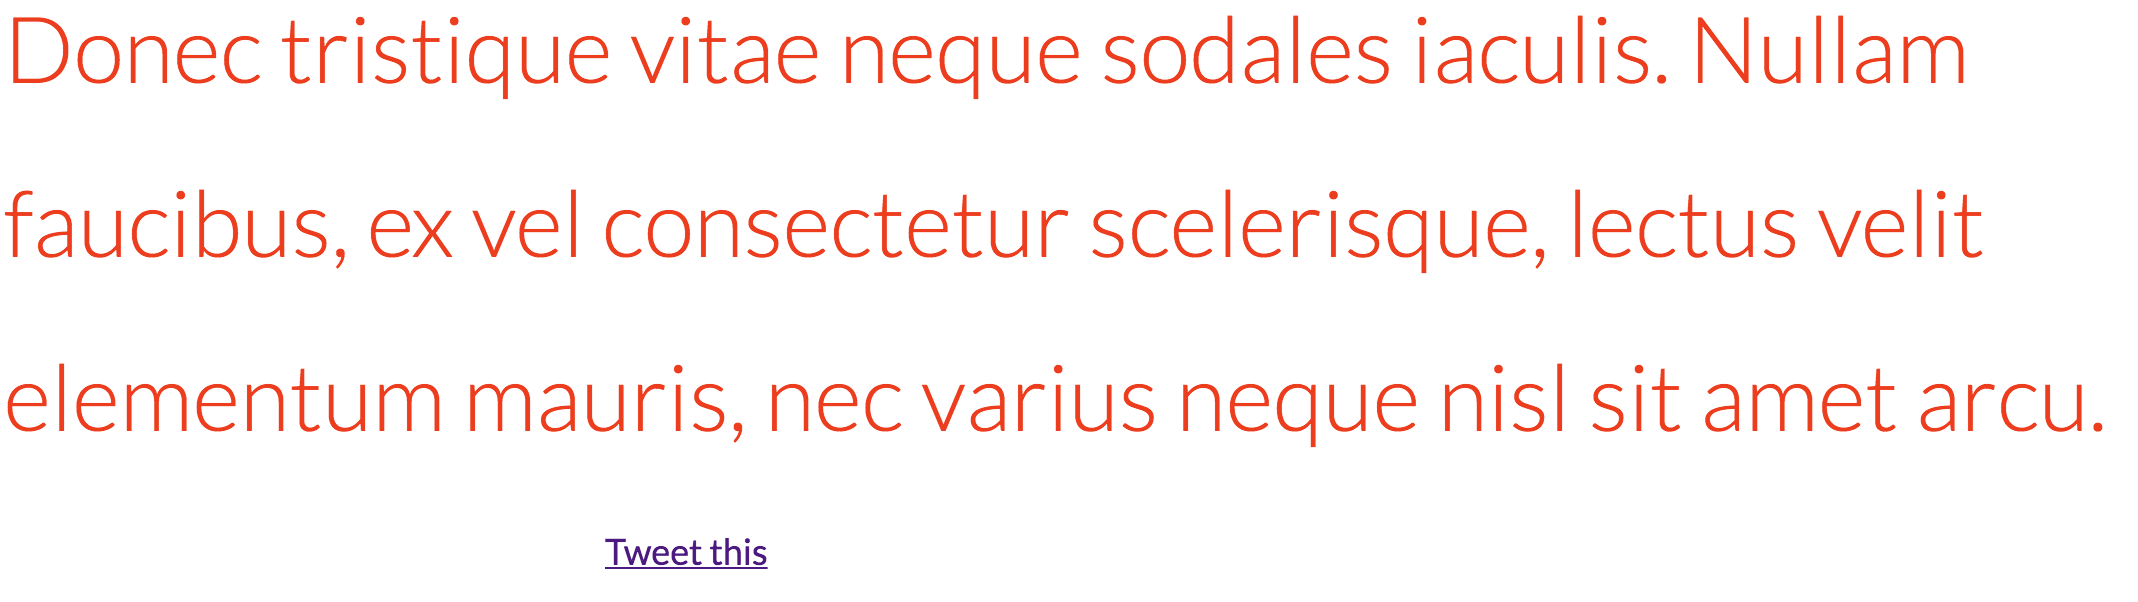 Donec tristique vitae neque sodales iaculis. Nullam
faucibus, ex vel consectetur scelerisque, lectus velit
elementum mauris, nec varius neque nisl sit amet arcu.
Tweet this